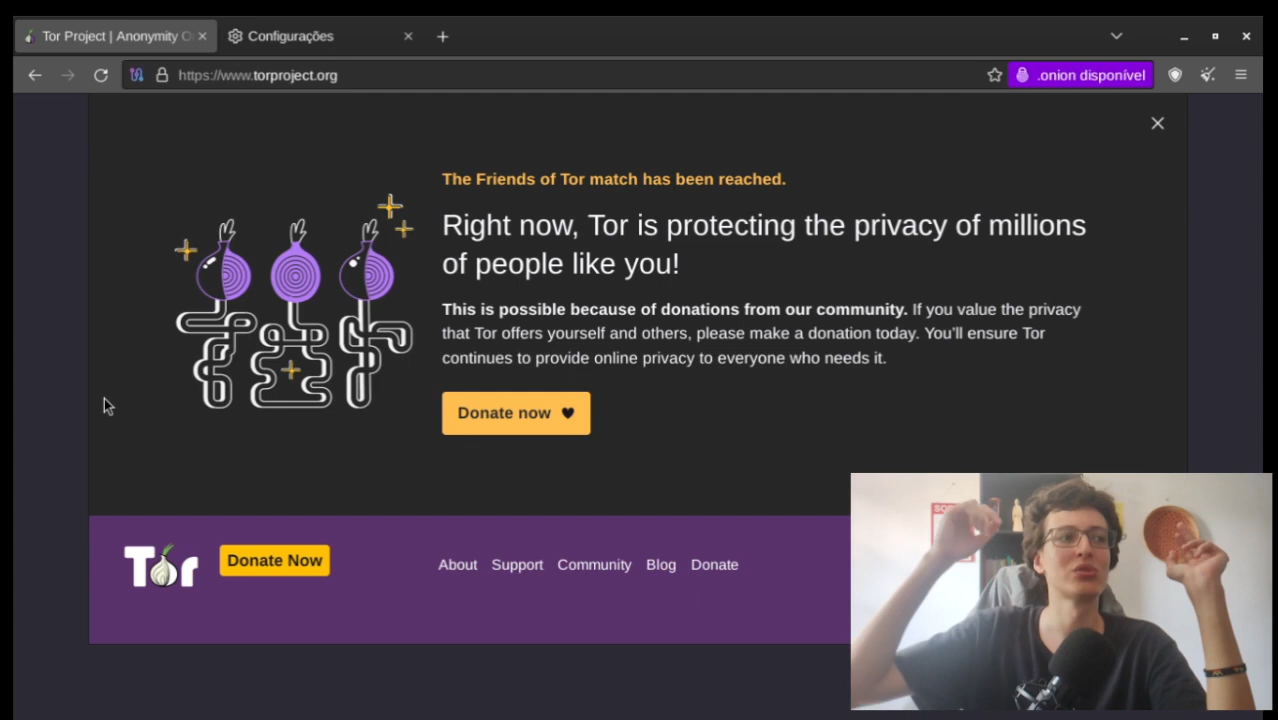 Tor Project | Anonymity O
Configurações
https://www.torproject.org
.onion disponível
The Friends of Tor match has been reached.
Right now, Tor is protecting the privacy of millions
of people like you!
This is possible because of donations from our community. If you value the privacy
that Tor offers yourself and others, please make a donation today. You'll ensure Tor
continues to provide online privacy to everyone who needs it.
Donate now
Tor
Donate Now
About Support Community Blog Donate